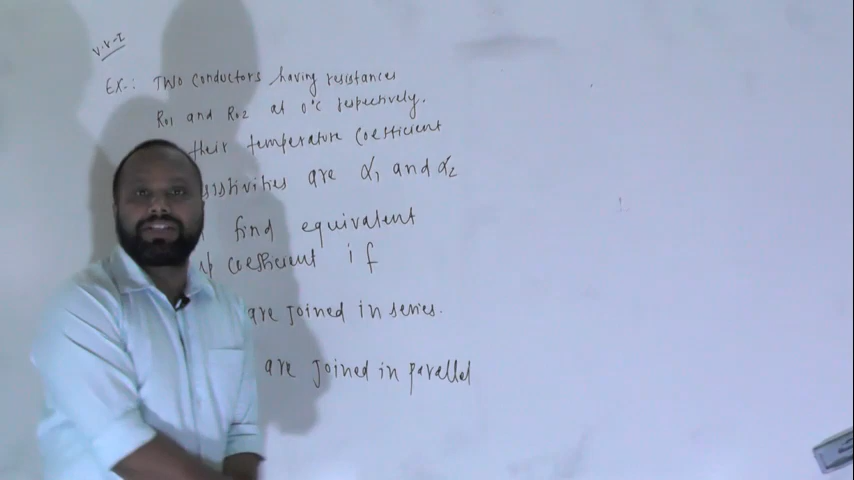 V.V-I
EX.: Two conductors having resistances
R01 and R02 at 0°C respectively.
their temperature coefficient
sistivities are α1 and α2
find equivalent
coefficient if
are joined in series.
are joined in parallel